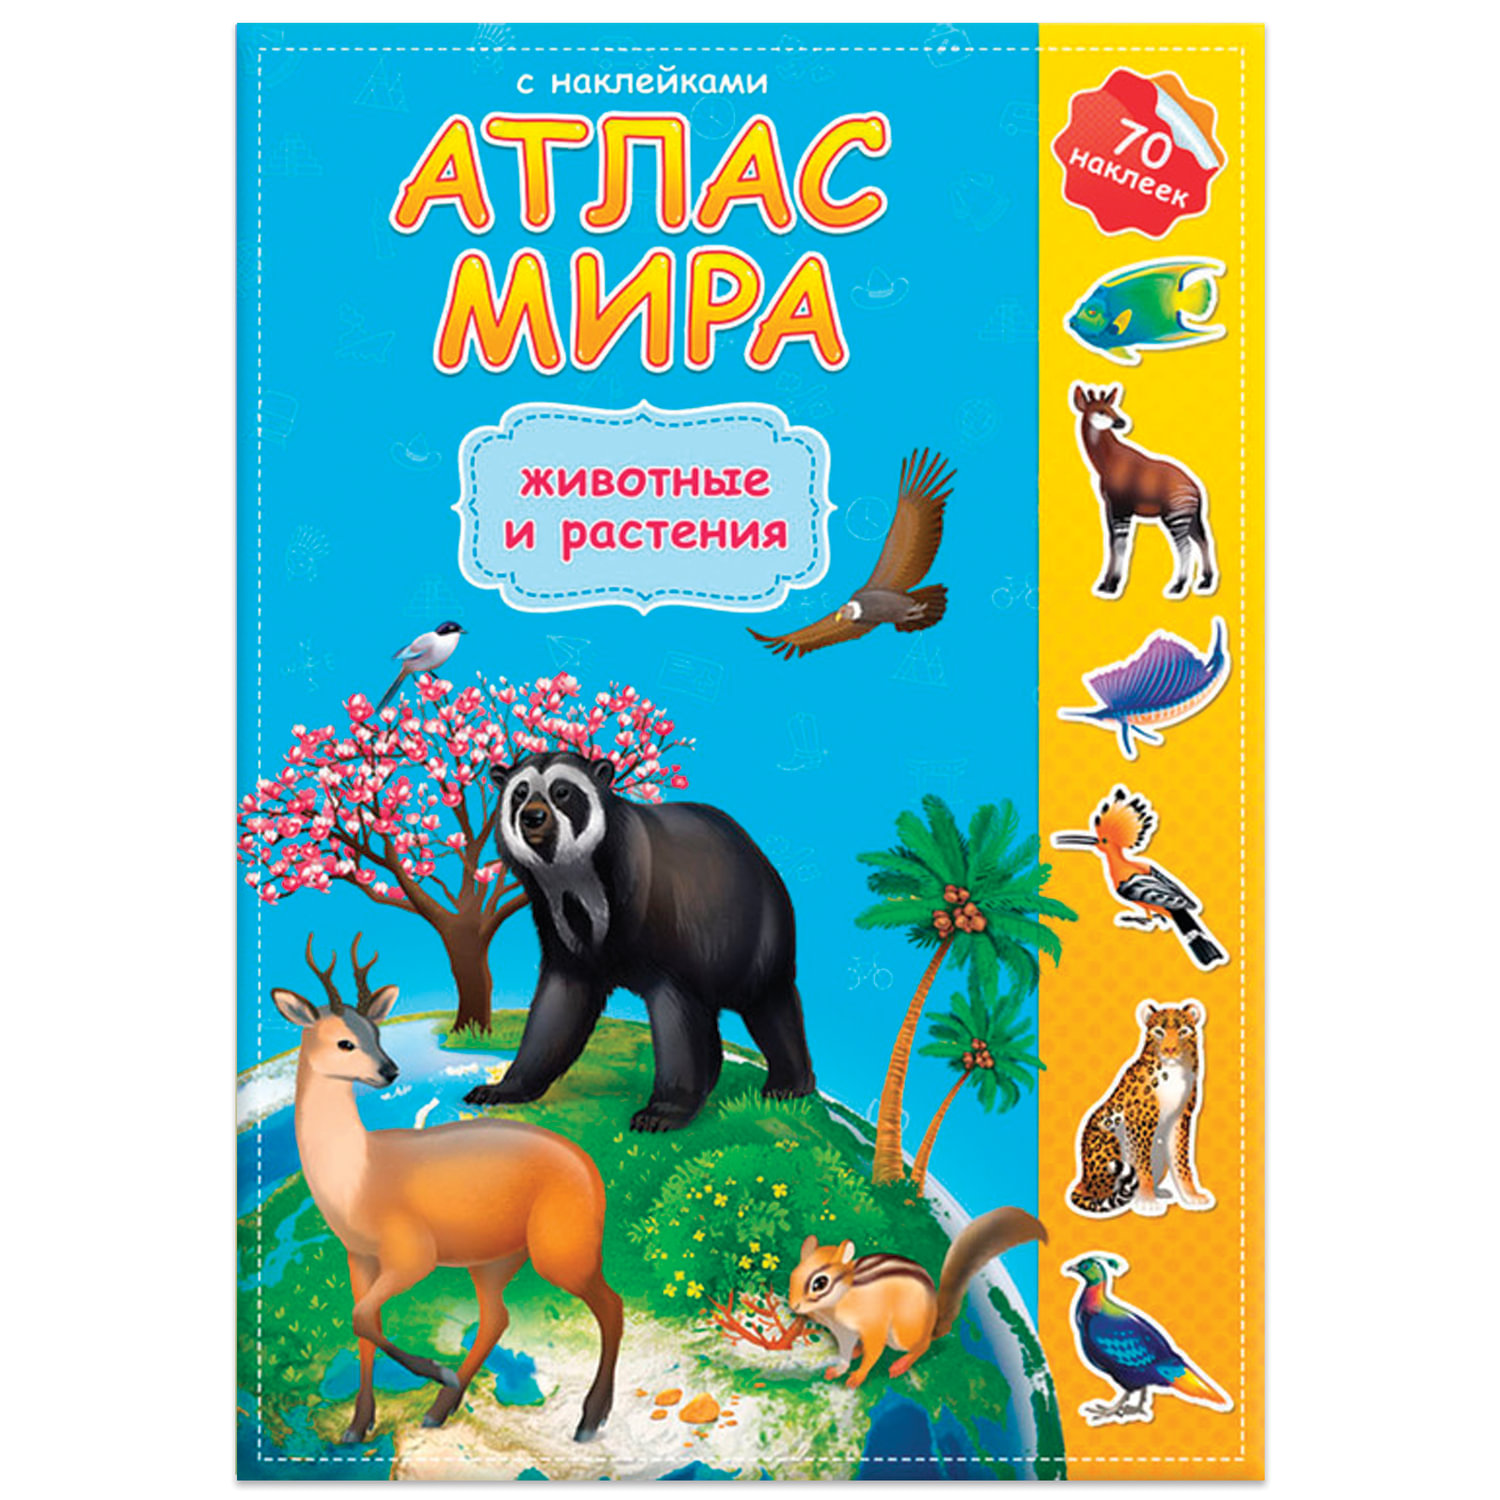 с наклейками
АТЛАС
МИРА
животные
и растения
70
наклеек